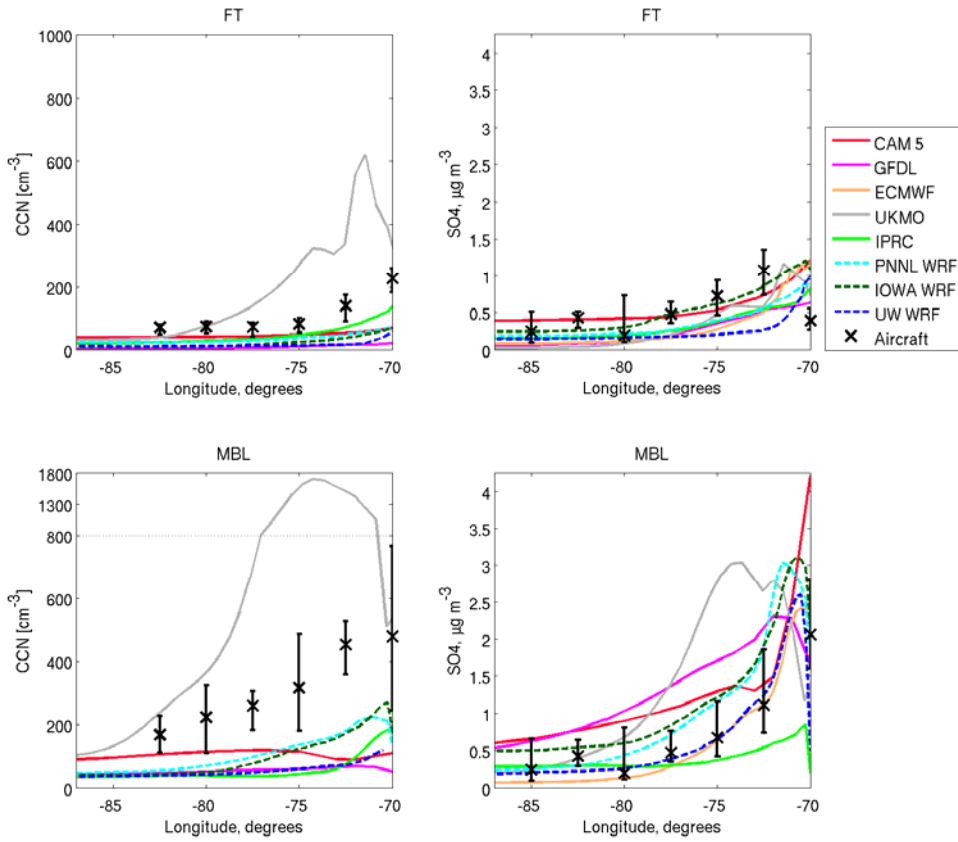 FT
1000
800
600
400
200
0
CCN [cm-3]
-85
-80
-75
-70
Longitude, degrees
FT
4
3.5
3
2.5
2
1.5
1
0.5
0
SO4, μg m-3
-85
-80
-75
-70
Longitude, degrees
CAM 5
GFDL
ECMWF
UKMO
IPRC
PNNL WRF
IOWA WRF
UW WRF
Aircraft
MBL
1800
1300
800
600
400
200
0
CCN [cm-3]
-85
-80
-75
-70
Longitude, degrees
MBL
4
3.5
3
2.5
2
1.5
1
0.5
0
SO4, μg m-3
-85
-80
-75
-70
Longitude, degrees